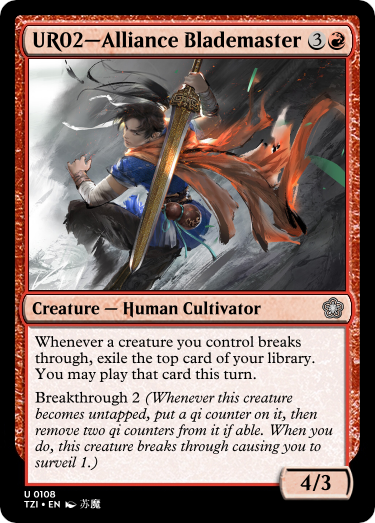 UR02—Alliance Blademaster 3
Creature — Human Cultivator
Whenever a creature you control breaks
through, exile the top card of your library.
You may play that card this turn.
Breakthrough 2 (Whenever this creature
becomes untapped, put a qi counter on it, then
remove two qi counters from it if able. When you
do, this creature breaks through causing you to
surveil 1.)
4/3
U 0108
TZI • EN 苏魔